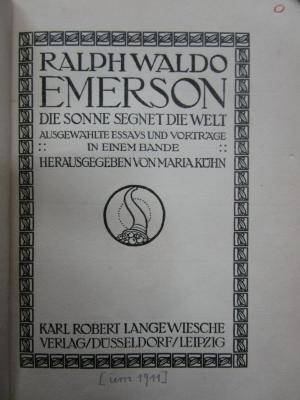 RALPH WALDO
EMERSON
DIE SONNE SEGNET DIE WELT
AUSGEWÄHLTE ESSAYS UND VORTRÄGE
:: IN EINEM BANDE ::
HERAUSGEGEBEN VON MARIA KÜHN
KARL ROBERT LANGEWIESCHE
VERLAG/DÜSSELDORF/LEIPZIG
[um 1911]